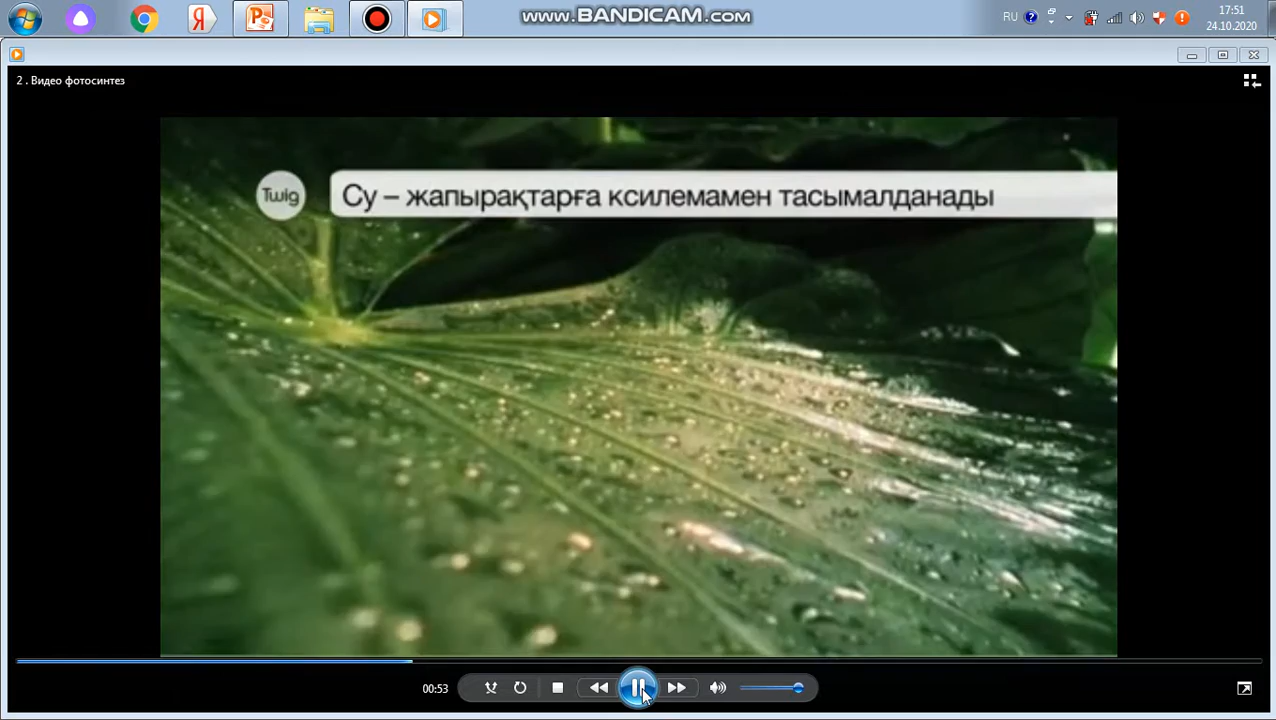 www.BANDICAM.com
RU
17:51
24.10.2020
2 . Видео фотосинтез
Twig
Су – жапырақтарға ксилемамен тасымалданады
00:53